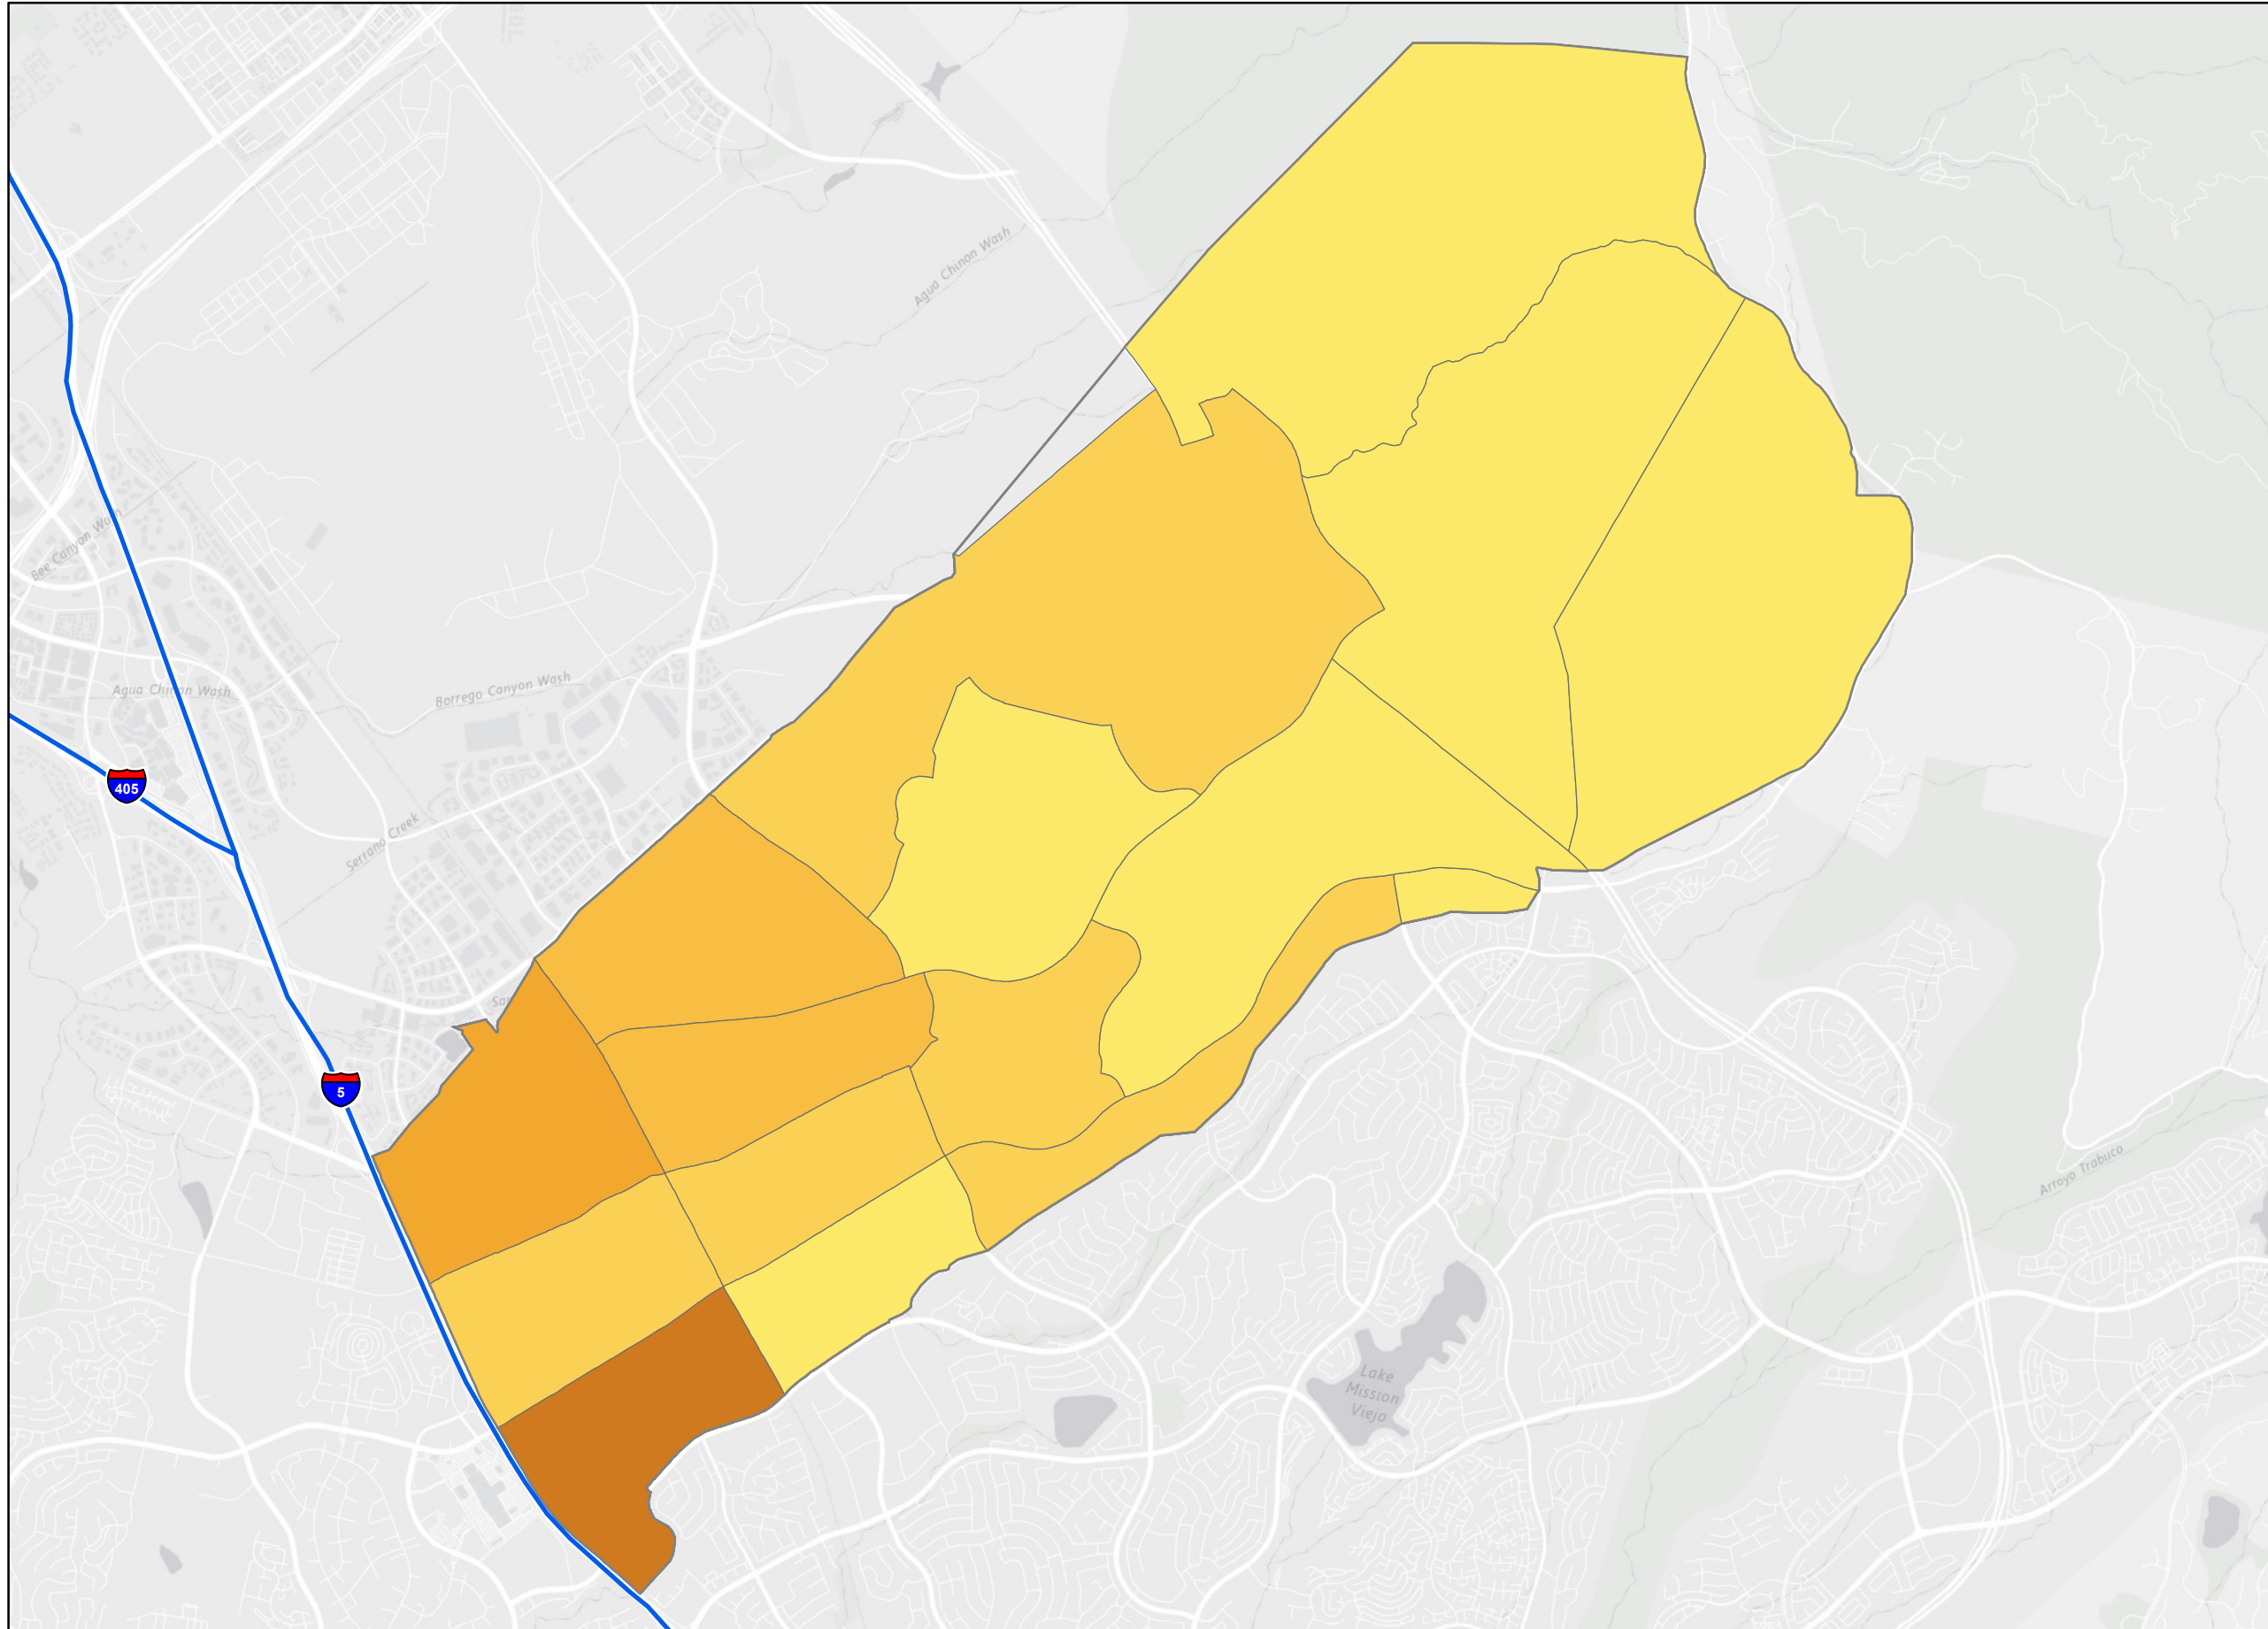 Agua Chinon Wash
Bee Canyon Wash
Agua Chinon Wash
Borrego Canyon Wash
405
Serrano Creek
5
Arroyo Trabuco
Lake
Mission
Viejo